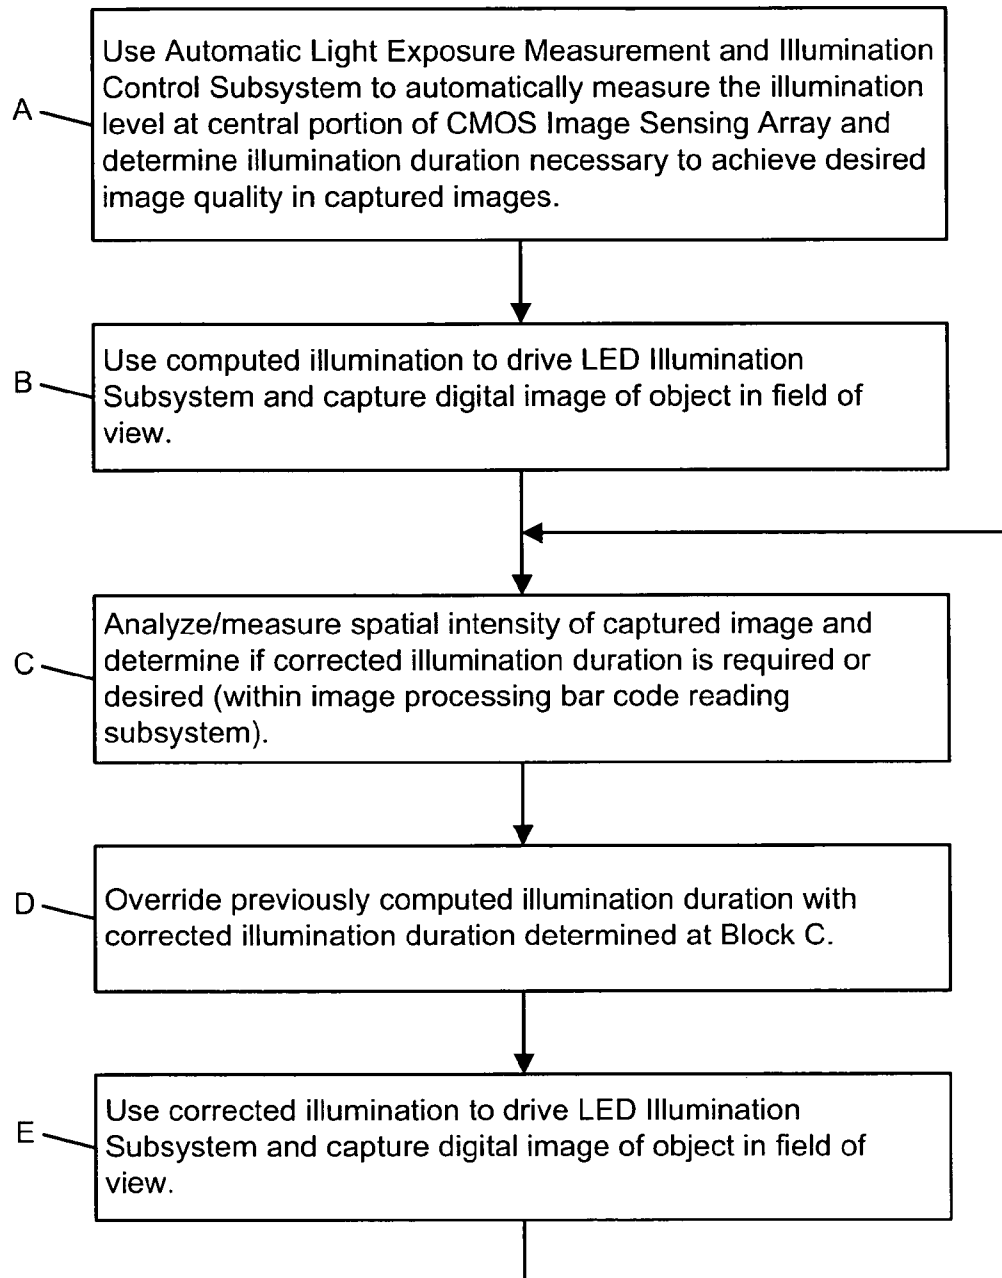 Use Automatic Light Exposure Measurement and Illumination
Control Subsystem to automatically measure the illumination
A
level at central portion of CMOS Image Sensing Array and
determine illumination duration necessary to achieve desired
image quality in captured images.
Use computed illumination to drive LED Illumination
B
Subsystem and capture digital image of object in field of
view.
Analyze/measure spatial intensity of captured image and
C
determine if corrected illumination duration is required or
desired (within image processing bar code reading
subsystem).
D
Override previously computed illumination duration with
corrected illumination duration determined at Block C.
Use corrected illumination to drive LED Illumination
E
Subsystem and capture digital image of object in field of
view.